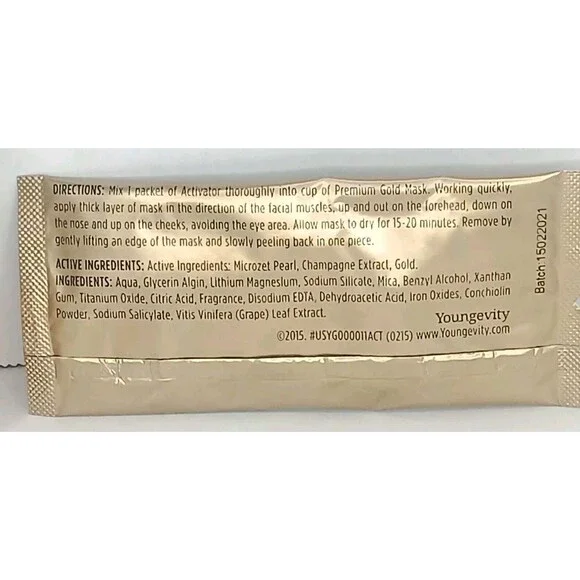 DIRECTIONS: Mix 1 packet of Activator thoroughly into cup of Premium Gold Mask. Working quickly,
apply thick layer of mask in the direction of the facial muscles, up and out on the forehead, down on
the nose and up on the cheeks, avoiding the eye area. Allow mask to dry for 15-20 minutes. Remove by
gently lifting an edge of the mask and slowly peeling back in one piece.
ACTIVE INGREDIENTS: Active Ingredients: Microzet Pearl, Champagne Extract, Gold.
INGREDIENTS: Aqua, Glycerin Algin, Lithium Magneslum, Sodium Silicate, Mica, Benzyl Alcohol, Xanthan
Gum, Titanium Oxide, Citric Acid, Fragrance, Disodium EDTA, Dehydroacetic Acid, Iron Oxides, Conchiolin
Powder, Sodium Salicylate, Vitis Vinifera (Grape) Leaf Extract.
Youngevity
©2015. #USYG000011ACT (0215) www.Youngevity.com
Batch:15022021